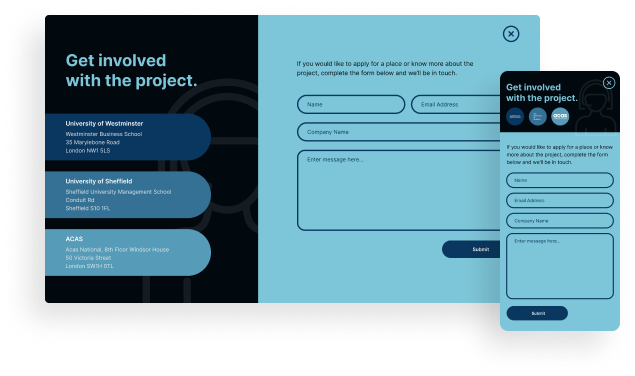 Get involved
with the project.
University of Westminster
Westminster Business School
35 Marylebone Road
London NW1 5LS
University of Sheffield
Sheffield University Management School
Conduit Rd
Sheffield S10 1FL
ACAS
Acas National, 8th Floor Windsor House
50 Victoria Street
London SW1H 0TL
If you would like to apply for a place or know more about the
project, complete the form below and we'll be in touch.
Name
Email Address
Company Name
Enter message here...
Submit
Get involved
with the project.
acas
If you would like to apply for a place or know
more about the project, complete the form
below and we'll be in touch.
Name
Email Address
Company Name
Enter message here...
Submit